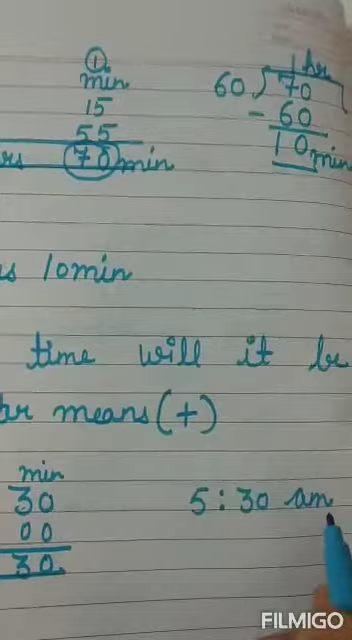 ①
min
15
55
rs 70 min
1 hr
60)70
- 60
10 min
s 10 min
time will it be
means (+)
min
30
00
30
5:30 am
FILMIGO